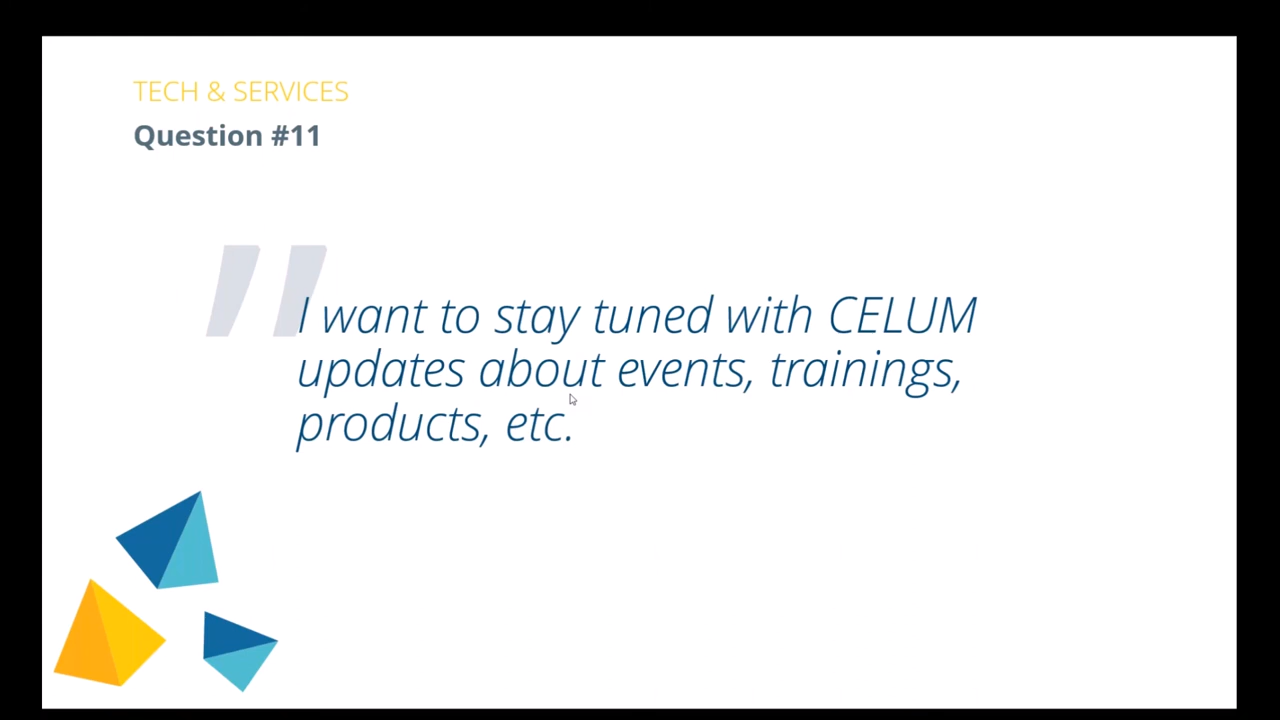 TECH & SERVICES
Question #11
"I want to stay tuned with CELUM
updates about events, trainings,
products, etc.